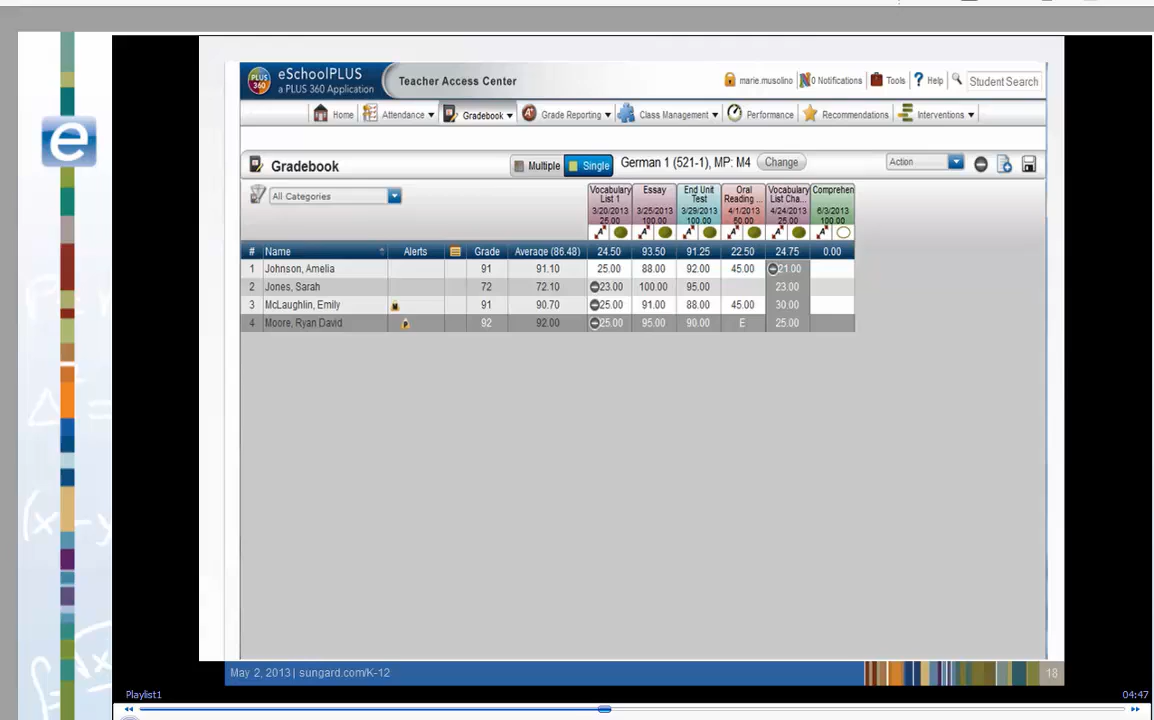 eSchoolPLUS
a PLUS 360 Application
PLUS 360
Teacher Access Center
marie.musolino 0 Notifications Tools Help Student Search
Home Attendance Gradebook Grade Reporting Class Management Performance Recommendations Interventions
Gradebook Multiple Single German 1 (521-1), MP: M4 Change Action
All Categories
Vocabulary List 1 3/20/2013 25.00
Essay 3/25/2013 100.00
End Unit Test 3/29/2013 100.00
Oral Reading ... 4/1/2013 50.00
Vocabulary List Cha... 4/24/2013 25.00
Comprehen 6/3/2013 100.00
# Name Alerts Grade Average (86.48) 24.50 93.50 91.25 22.50 24.75 0.00
1 Johnson, Amelia 91 91.10 25.00 88.00 92.00 45.00 21.00
2 Jones, Sarah 72 72.10 23.00 100.00 95.00 23.00
3 McLaughlin, Emily 91 90.70 25.00 91.00 88.00 45.00 30.00
4 Moore, Ryan David 92 92.00 25.00 95.00 90.00 E 25.00
May 2, 2013 | sungard.com/K-12 18
Playlist1 04:47